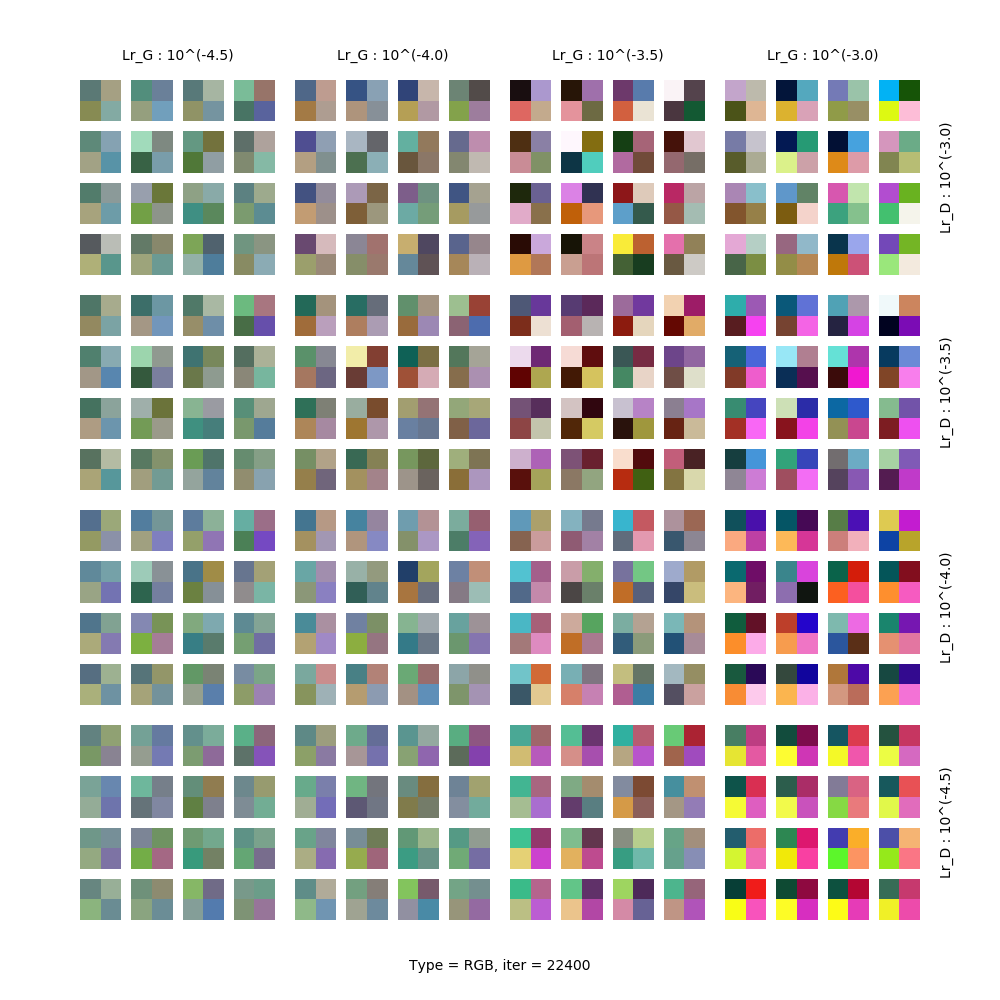 Lr_G : 10^(-4.5)
Lr_G : 10^(-4.0)
Lr_G : 10^(-3.5)
Lr_G : 10^(-3.0)
Lr_D : 10^(-3.0)
Lr_D : 10^(-3.5)
Lr_D : 10^(-4.0)
Lr_D : 10^(-4.5)
Type = RGB, iter = 22400